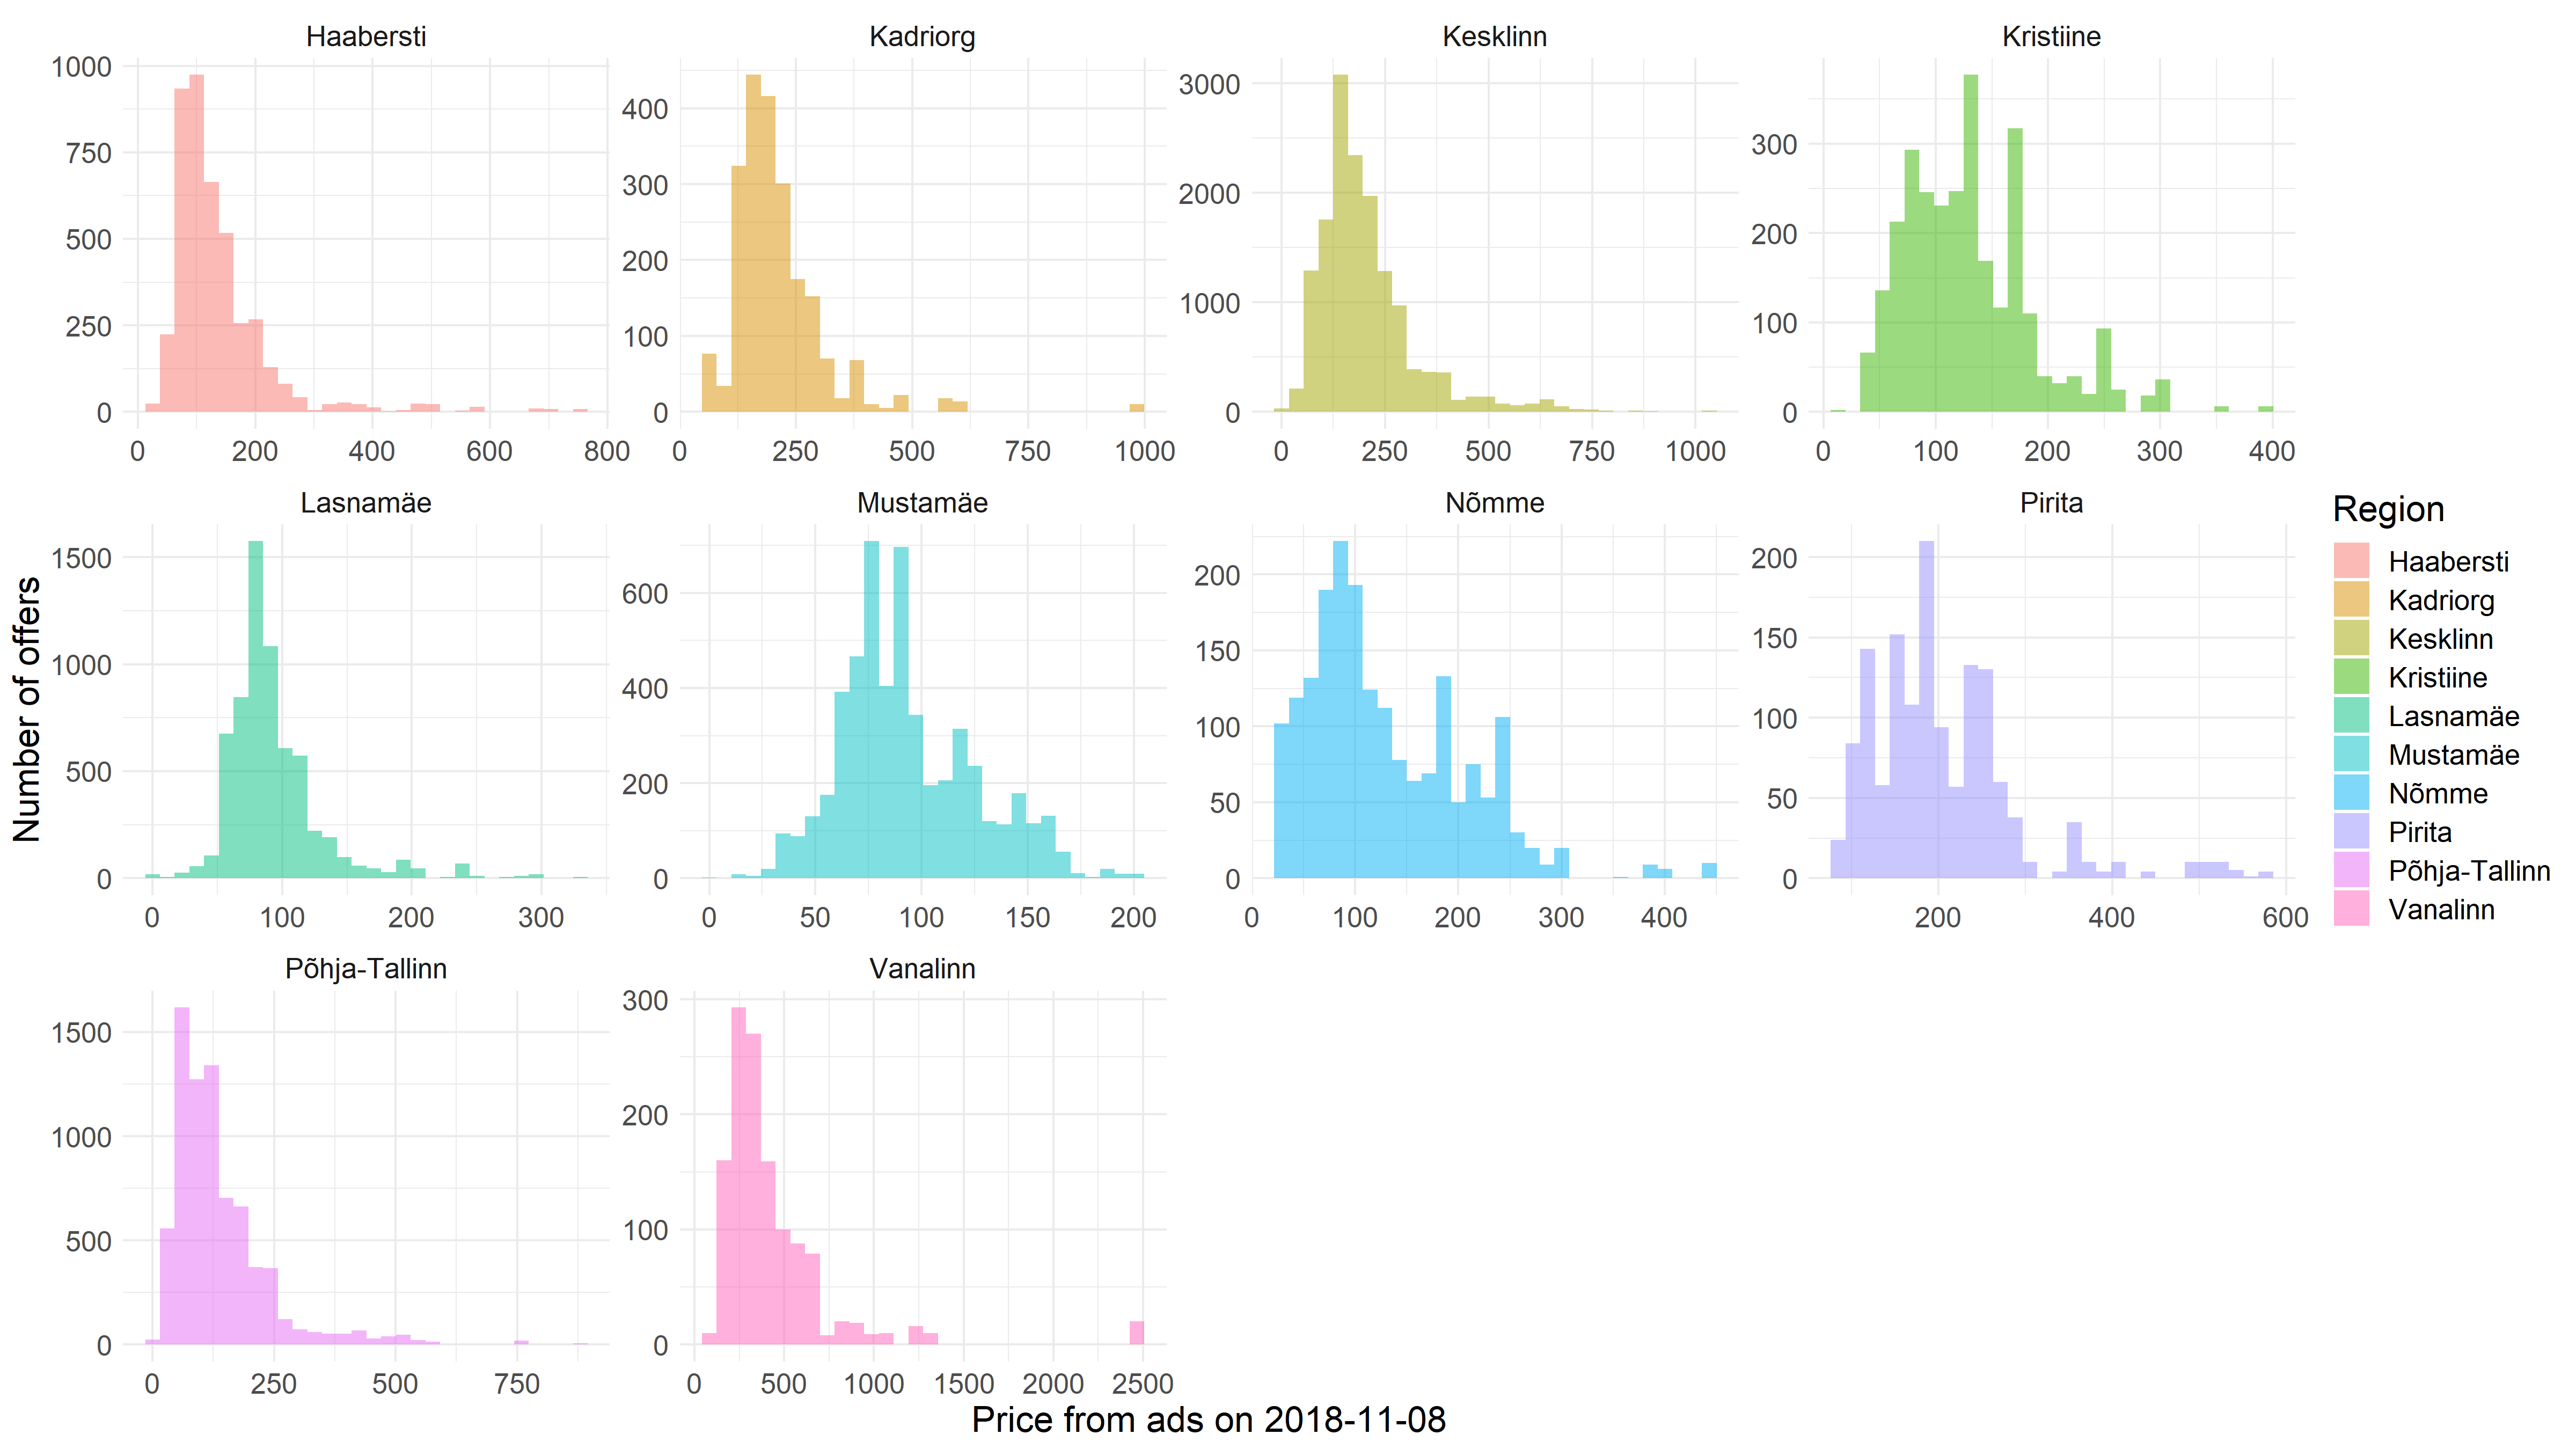 Haabersti Kadriorg Kesklinn Kristiine
1000
750
500
250
0
0 200 400 600 800
400
300
200
100
0
0 250 500 750 1000
3000
2000
1000
0
0 250 500 750 1000
300
200
100
0
0 100 200 300 400
Lasnamäe Mustamäe Nõmme Pirita
1500
1000
500
0
0 100 200 300
600
400
200
0
0 50 100 150 200
200
150
100
50
0
0 100 200 300 400
200
150
100
50
0
200 400 600
Põhja-Tallinn Vanalinn
1500
1000
500
0
0 250 500 750
300
200
100
0
0 500 1000 1500 2000 2500
Number of offers
Price from ads on 2018-11-08
Region
Haabersti
Kadriorg
Kesklinn
Kristiine
Lasnamäe
Mustamäe
Nõmme
Pirita
Põhja-Tallinn
Vanalinn